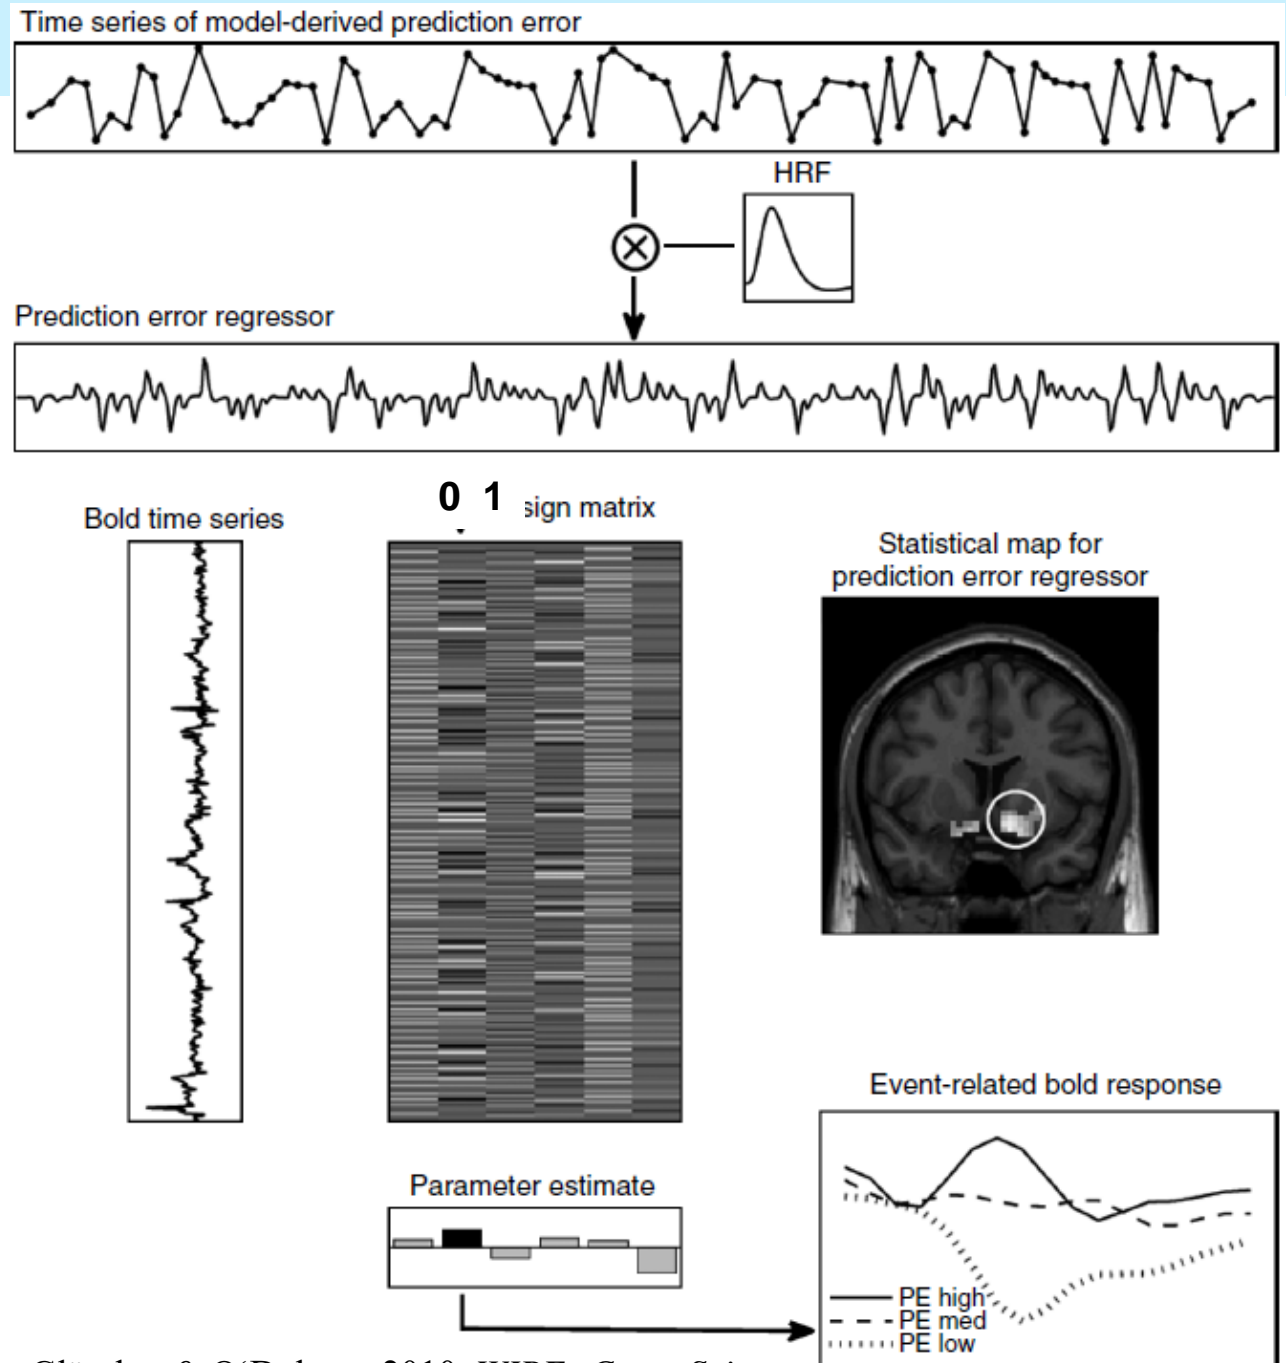 Time series of model-derived prediction error
HRF
Prediction error regressor
0 1 sign matrix
Bold time series
Statistical map for
prediction error regressor
Event-related bold response
Parameter estimate
PE high
PE med
PE low